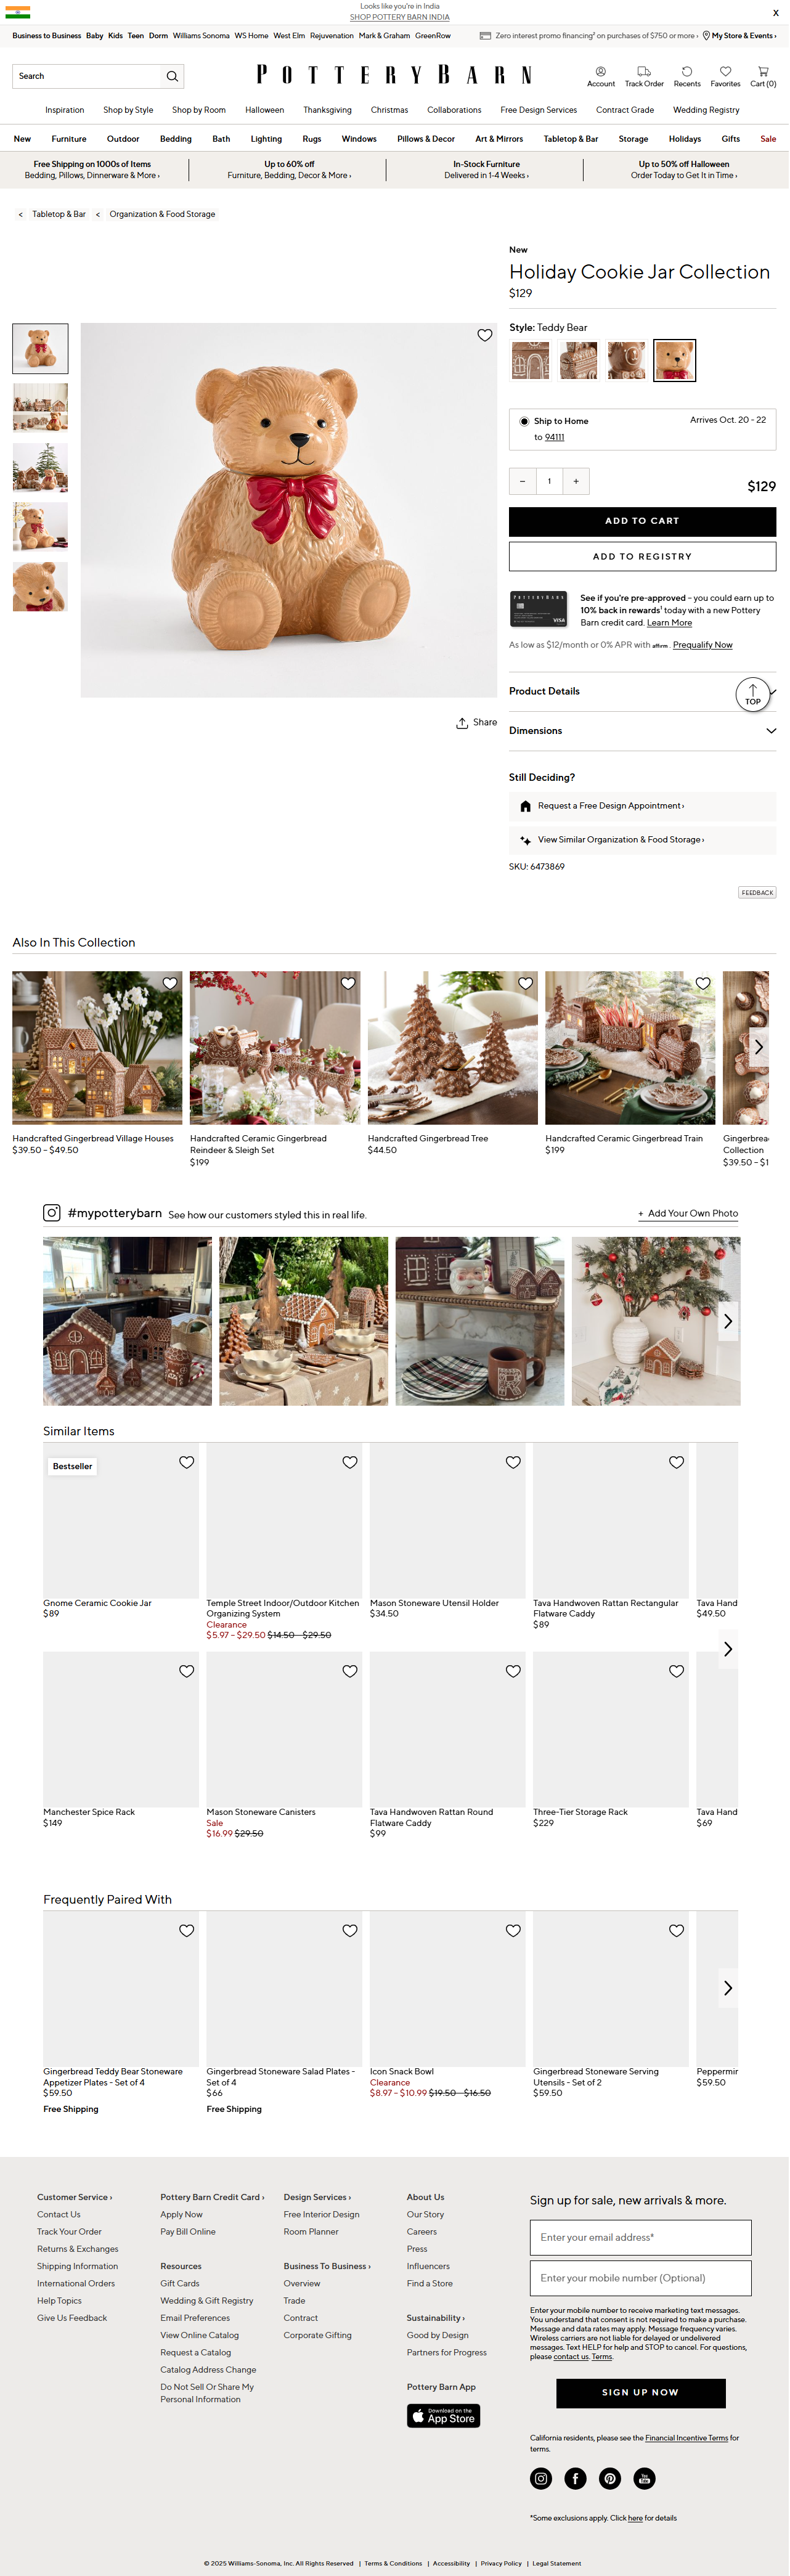 Looks like you're in India
SHOP POTTERY BARN INDIA
X
Business to Business Baby Kids Teen Dorm Williams Sonoma WS Home West Elm Rejuvenation Mark & Graham GreenRow
Zero interest promo financing² on purchases of $750 or more ›
My Store & Events ›
Search
POTTERY BARN
Account Track Order Recents Favorites Cart (0)
Inspiration Shop by Style Shop by Room Halloween Thanksgiving Christmas Collaborations Free Design Services Contract Grade Wedding Registry
New Furniture Outdoor Bedding Bath Lighting Rugs Windows Pillows & Decor Art & Mirrors Tabletop & Bar Storage Holidays Gifts Sale
Free Shipping on 1000s of Items
Bedding, Pillows, Dinnerware & More ›
Up to 60% off
Furniture, Bedding, Decor & More ›
In-Stock Furniture
Delivered in 1-4 Weeks ›
Up to 50% off Halloween
Order Today to Get It in Time ›
< Tabletop & Bar < Organization & Food Storage
New
Holiday Cookie Jar Collection
$129
Style: Teddy Bear
Ship to Home
Arrives Oct. 20 - 22
to 94111
− 1 +
$129
ADD TO CART
ADD TO REGISTRY
POTTERYBARN
VISA
See if you're pre-approved – you could earn up to
10% back in rewards¹ today with a new Pottery
Barn credit card. Learn More
As low as $12/month or 0% APR with affirm. Prequalify Now
Product Details
TOP
Share
Dimensions
Still Deciding?
Request a Free Design Appointment ›
View Similar Organization & Food Storage ›
SKU: 6473869
FEEDBACK
Also In This Collection
Handcrafted Gingerbread Village Houses
$39.50 – $49.50
Handcrafted Ceramic Gingerbread
Reindeer & Sleigh Set
$199
Handcrafted Gingerbread Tree
$44.50
Handcrafted Ceramic Gingerbread Train
$199
Gingerbrea
Collection
$39.50 – $1
#mypotterybarn See how our customers styled this in real life.
+ Add Your Own Photo
R
Similar Items
Bestseller
Gnome Ceramic Cookie Jar
$89
Temple Street Indoor/Outdoor Kitchen
Organizing System
Clearance
$5.97 – $29.50 $14.50 – $29.50
Mason Stoneware Utensil Holder
$34.50
Tava Handwoven Rattan Rectangular
Flatware Caddy
$89
Tava Hand
$49.50
Manchester Spice Rack
$149
Mason Stoneware Canisters
Sale
$16.99 $29.50
Tava Handwoven Rattan Round
Flatware Caddy
$99
Three-Tier Storage Rack
$229
Tava Hand
$69
Frequently Paired With
Gingerbread Teddy Bear Stoneware
Appetizer Plates - Set of 4
$59.50
Free Shipping
Gingerbread Stoneware Salad Plates -
Set of 4
$66
Free Shipping
Icon Snack Bowl
Clearance
$8.97 – $10.99 $19.50 – $16.50
Gingerbread Stoneware Serving
Utensils - Set of 2
$59.50
Peppermir
$59.50
Customer Service ›
Contact Us
Track Your Order
Returns & Exchanges
Shipping Information
International Orders
Help Topics
Give Us Feedback
Pottery Barn Credit Card ›
Apply Now
Pay Bill Online
Resources
Gift Cards
Wedding & Gift Registry
Email Preferences
View Online Catalog
Request a Catalog
Catalog Address Change
Do Not Sell Or Share My
Personal Information
Design Services ›
Free Interior Design
Room Planner
Business To Business ›
Overview
Trade
Contract
Corporate Gifting
About Us
Our Story
Careers
Press
Influencers
Find a Store
Sustainability ›
Good by Design
Partners for Progress
Pottery Barn App
Download on the
App Store
Sign up for sale, new arrivals & more.
Enter your email address*
Enter your mobile number (Optional)
Enter your mobile number to receive marketing text messages.
You understand that consent is not required to make a purchase.
Message and data rates may apply. Message frequency varies.
Wireless carriers are not liable for delayed or undelivered
messages. Text HELP for help and STOP to cancel. For questions,
please contact us. Terms.
SIGN UP NOW
California residents, please see the Financial Incentive Terms for
terms.
You
Tube
*Some exclusions apply. Click here for details
© 2025 Williams-Sonoma, Inc. All Rights Reserved | Terms & Conditions | Accessibility | Privacy Policy | Legal Statement